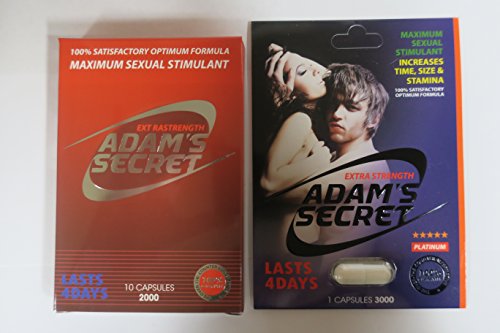 100% SATISFACTORY OPTIMUM FORMULA
MAXIMUM SEXUAL STIMULANT
EXT RASTRENGTH
ADAM'S
SECRET
LASTS
4DAYS
10 CAPSULES
2000
MAXIMUM
SEXUAL
STIMULANT
INCREASES
TIME, SIZE &
STAMINA
100% SATISFACTORY
OPTIMUM FORMULA
EXTRA STRENGTH
ADAM'S
SECRET
PLATINUM
LASTS
4DAYS
100%
1 CAPSULES 3000